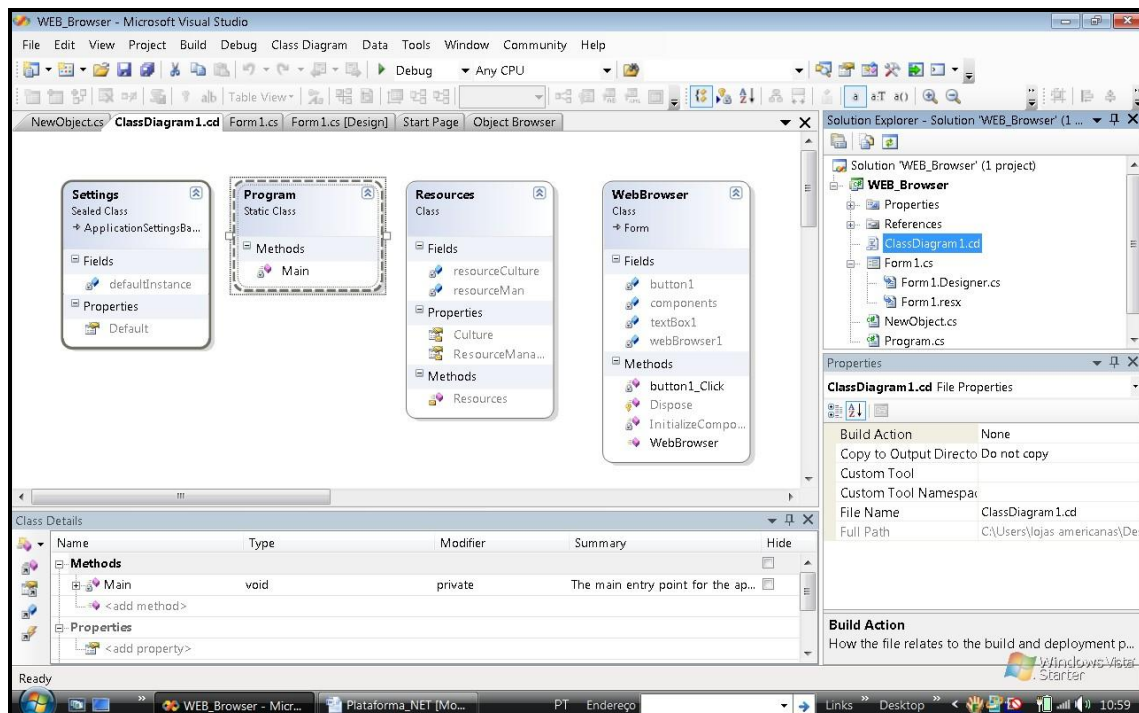 WEB_Browser - Microsoft Visual Studio
File Edit View Project Build Debug Class Diagram Data Tools Window Community Help
Debug Any CPU
Table View
NewObject.cs ClassDiagram1.cd Form1.cs Form1.cs [Design] Start Page Object Browser
Settings
Sealed Class
ApplicationSettingsBa...
Fields
defaultInstance
Properties
Default
Program
Static Class
Methods
Main
Resources
Class
Fields
resourceCulture
resourceMan
Properties
Culture
ResourceMana...
Methods
Resources
WebBrowser
Class
Form
Fields
button1
components
textBox1
webBrowser1
Methods
button1_Click
Dispose
InitializeCompo...
WebBrowser
Solution Explorer - Solution 'WEB_Browser' (1 ...
Solution 'WEB_Browser' (1 project)
WEB_Browser
Properties
References
ClassDiagram1.cd
Form1.cs
Form1.Designer.cs
Form1.resx
NewObject.cs
Program.cs
Properties
ClassDiagram1.cd File Properties
Build Action None
Copy to Output Directo Do not copy
Custom Tool
Custom Tool Namespac
File Name ClassDiagram1.cd
Full Path C:\Users\lojas americanas\De
Build Action
How the file relates to the build and deployment p...
Class Details
Name Type Modifier Summary Hide
Methods
Main void private The main entry point for the ap...
<add method>
Properties
<add property>
Ready
Windows Vista
Starter
WEB_Browser - Micr... Plataforma_NET [Mo... PT Endereço Links Desktop 10:59